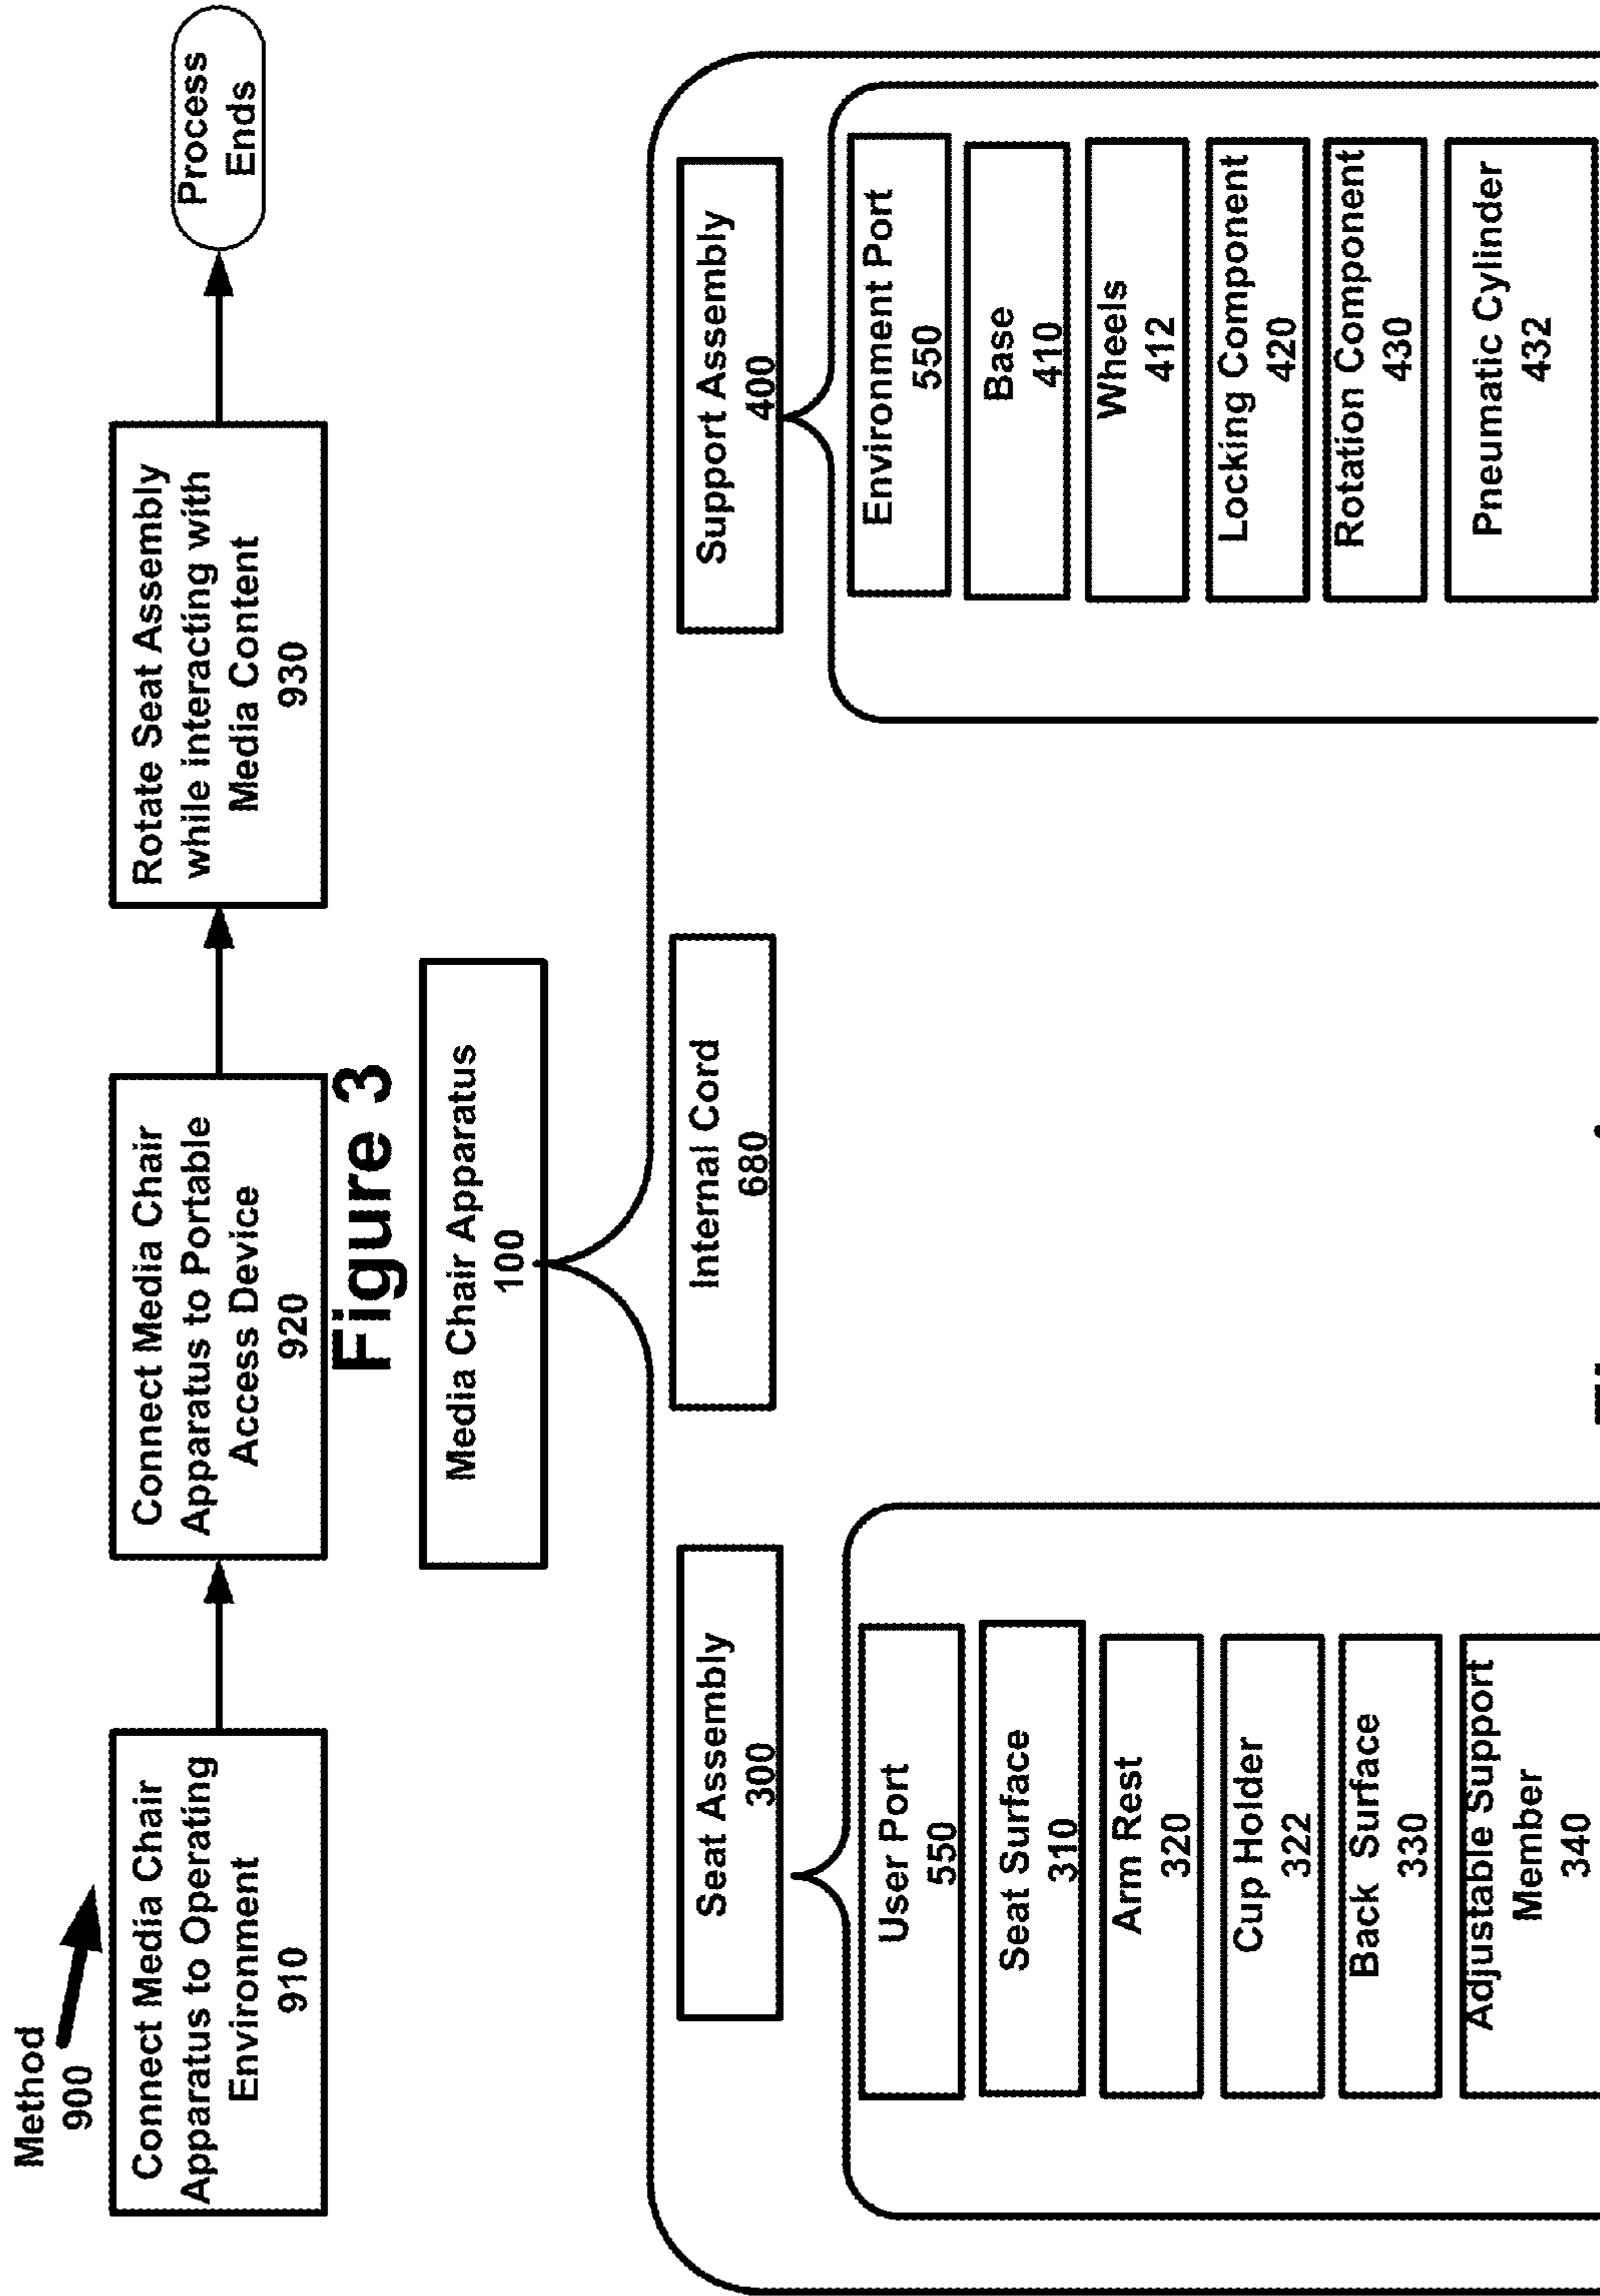 Method
900
Connect Media Chair
Apparatus to Operating
Environment
910
Connect Media Chair
Apparatus to Portable
Access Device
920
Rotate Seat Assembly
while interacting with
Media Content
930
Process
Ends
Figure 3
Media Chair Apparatus
100
Seat Assembly
300
User Port
550
Seat Surface
310
Arm Rest
320
Cup Holder
322
Back Surface
330
Adjustable Support
Member
340
Internal Cord
680
Support Assembly
400
Environment Port
550
Base
410
Wheels
412
Locking Component
420
Rotation Component
430
Pneumatic Cylinder
432